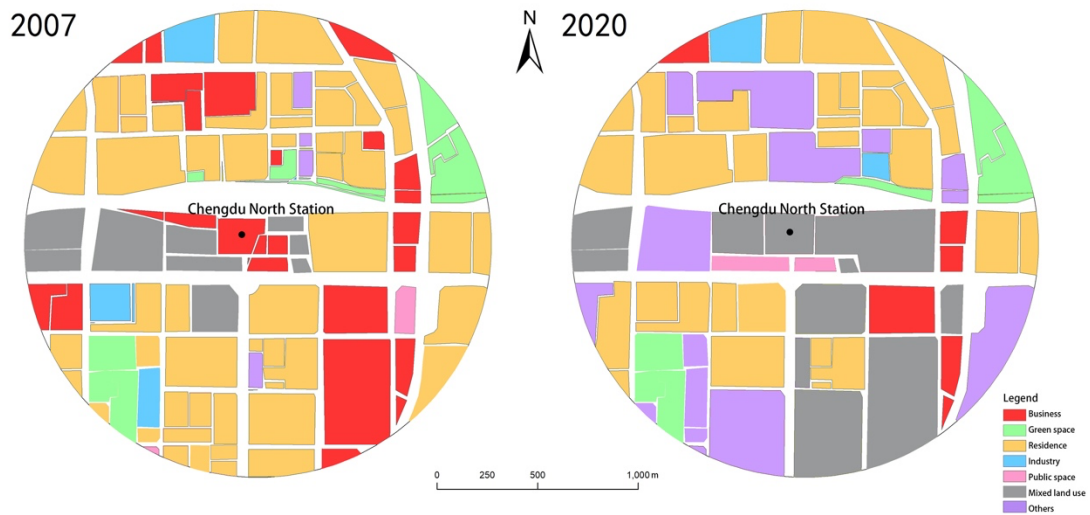 2007
N
2020
Chengdu North Station
Chengdu North Station
Legend
Business
Green space
Residence
Industry
Public space
Mixed land use
Others
0 250 500 1,000 m